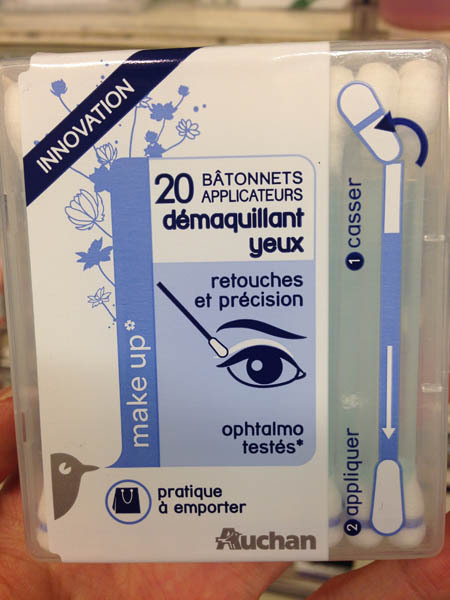 INNOVATION
20 BÂTONNETS
APPLICATEURS
démaquillant
yeux
retouches
et précision
ophtalmo
testés*
make up*
pratique
à emporter
Auchan
1 casser
2 appliquer